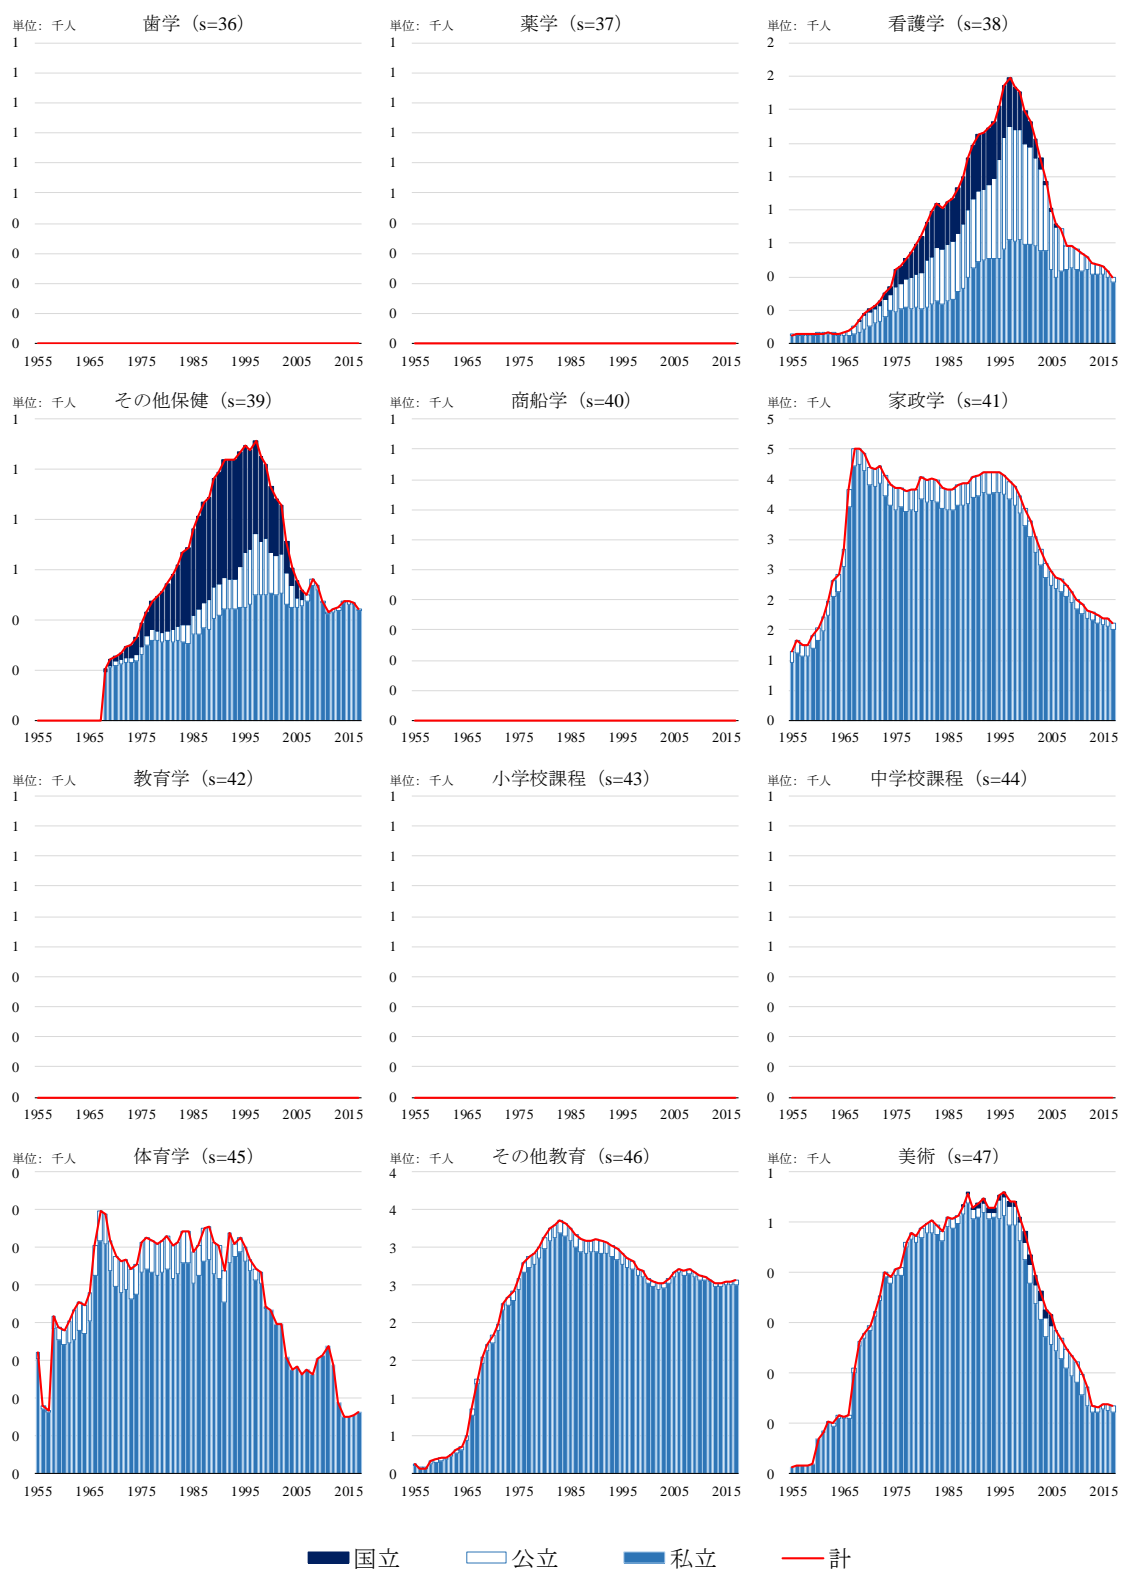 単位：千人 歯学（s=36） 単位：千人 薬学（s=37） 単位：千人 看護学（s=38）
1 1 2
1 1 2
1 1 1
1 1 1
1 1 1
1 1 1
0 0 1
0 0 0
0 0 0
0 0 0
0 0
1955 1965 1975 1985 1995 2005 2015 1955 1965 1975 1985 1995 2005 2015 1955 1965 1975 1985 1995 2005 2015
単位：千人 その他保健（s=39） 単位：千人 商船学（s=40） 単位：千人 家政学（s=41）
1 1 5
1 1 5
1 1 4
1 1 4
0 1 3
0 1 3
0 0 2
0 2
0 1
0 1
0 0
1955 1965 1975 1985 1995 2005 2015 1955 1965 1975 1985 1995 2005 2015 1955 1965 1975 1985 1995 2005 2015
単位：千人 教育学（s=42） 単位：千人 小学校課程（s=43） 単位：千人 中学校課程（s=44）
1 1 1
1 1 1
1 1 1
1 1 1
1 1 1
1 1 1
0 0 0
0 0 0
0 0 0
0 0 0
0 0 0
1955 1965 1975 1985 1995 2005 2015 1955 1965 1975 1985 1995 2005 2015 1955 1965 1975 1985 1995 2005 2015
単位：千人 体育学（s=45） 単位：千人 その他教育（s=46） 単位：千人 美術（s=47）
0 4 1
0 4 1
0 3 0
0 3 0
0 2 0
0 2 0
0 1 0
0 1
0 0
1955 1965 1975 1985 1995 2005 2015 1955 1965 1975 1985 1995 2005 2015 1955 1965 1975 1985 1995 2005 2015
国立 公立 私立 計